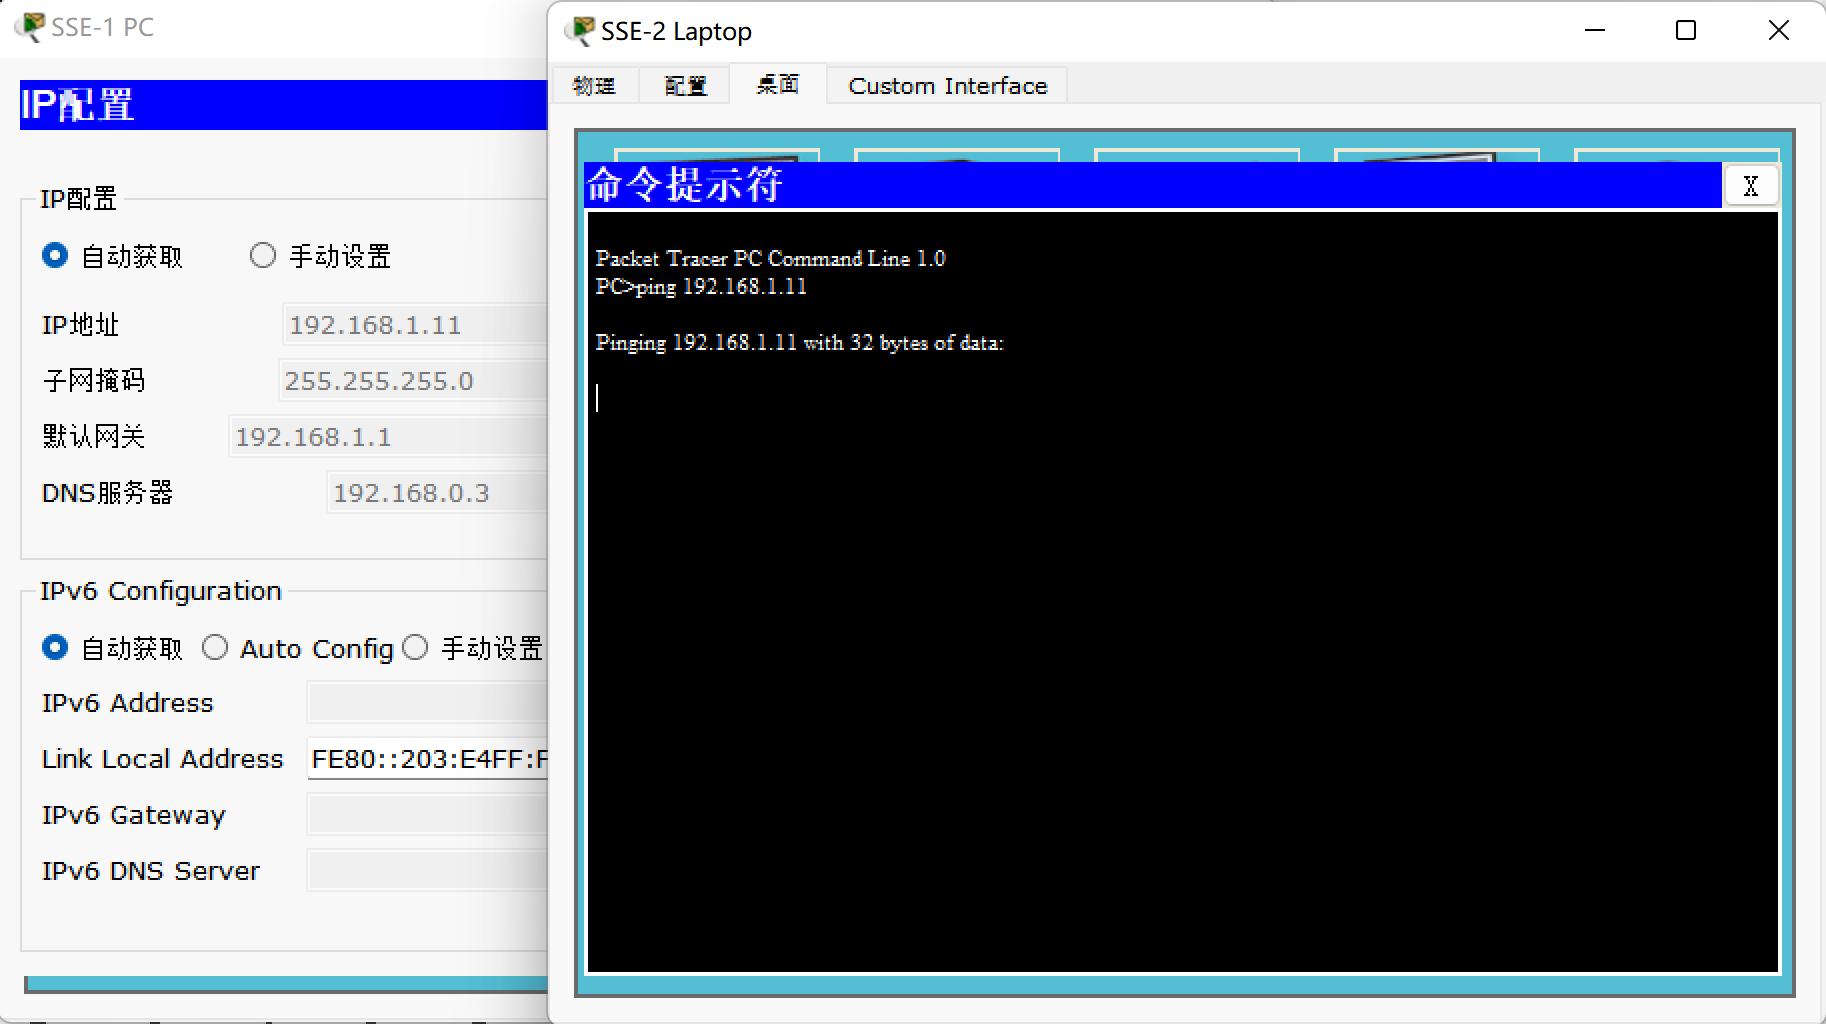 SSE-1 PC
IP配置
IP配置
自动获取 手动设置
IP地址 192.168.1.11
子网掩码 255.255.255.0
默认网关 192.168.1.1
DNS服务器 192.168.0.3
IPv6 Configuration
自动获取 Auto Config 手动设置
IPv6 Address
Link Local Address FE80::203:E4FF:F
IPv6 Gateway
IPv6 DNS Server
SSE-2 Laptop
物理 配置 桌面 Custom Interface
命令提示符 X
Packet Tracer PC Command Line 1.0
PC>ping 192.168.1.11
Pinging 192.168.1.11 with 32 bytes of data: